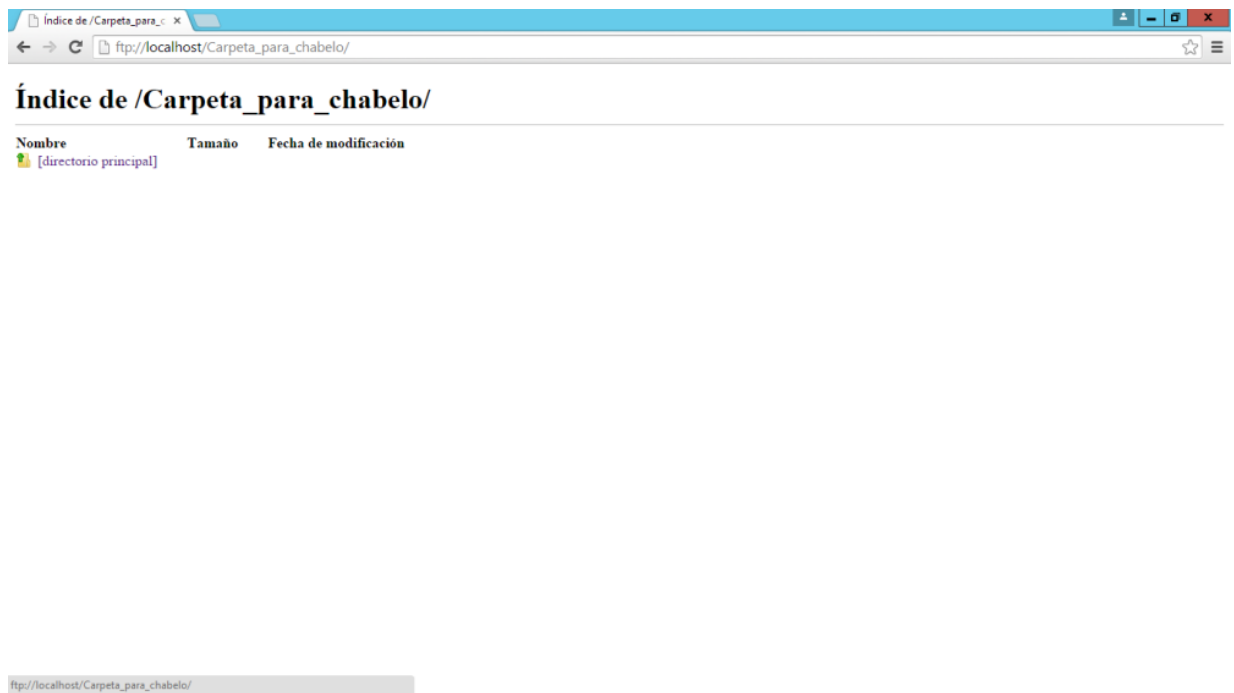 Índice de /Carpeta_para_c
ftp://localhost/Carpeta_para_chabelo/
Índice de /Carpeta_para_chabelo/
Nombre Tamaño Fecha de modificación
[directorio principal]
ftp://localhost/Carpeta_para_chabelo/